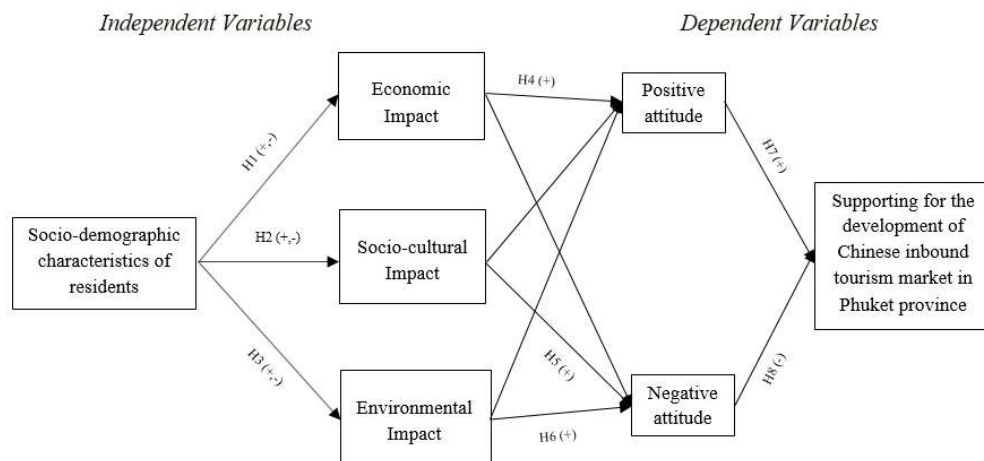 Independent Variables
Dependent Variables
Economic
Impact
H4 (+)
Positive
attitude
H1 (+,-)
H7 (+)
Socio-demographic
characteristics of
residents
H2 (+,-)
Socio-cultural
Impact
Supporting for the
development of
Chinese inbound
tourism market in
Phuket province
H3 (+,-)
H5 (+)
H8 (-)
Environmental
Impact
H6 (+)
Negative
attitude